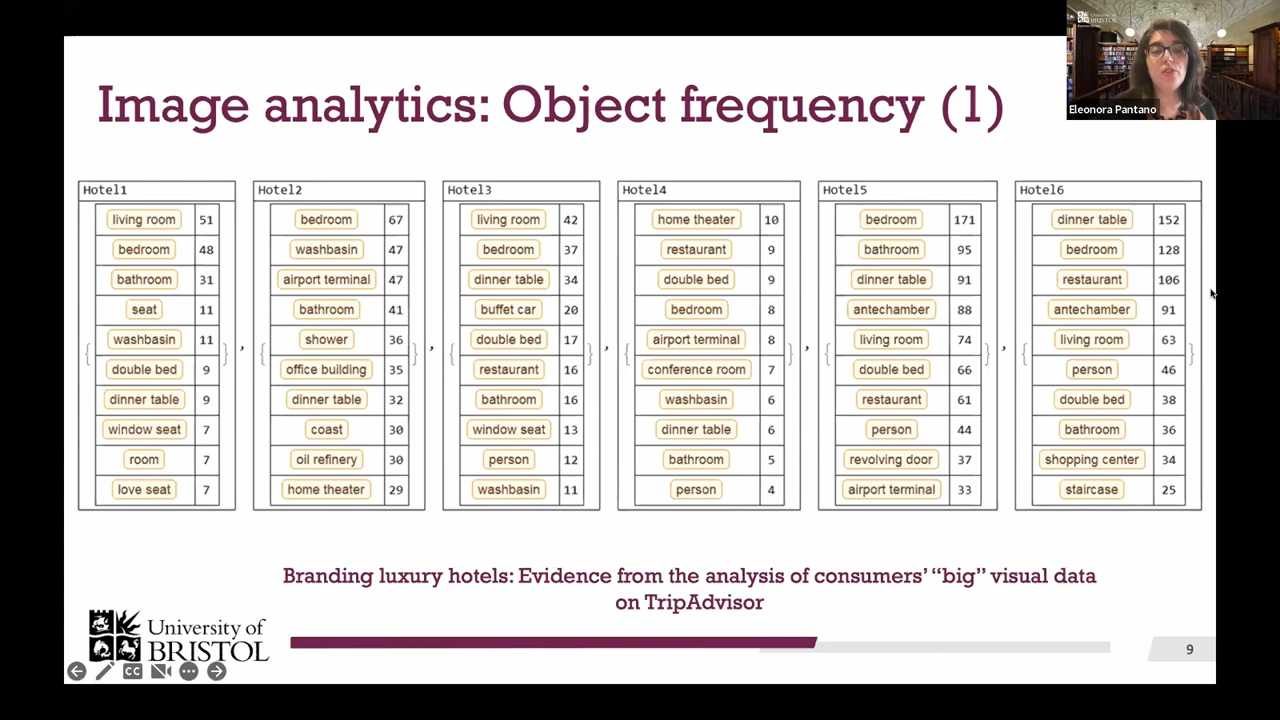 University of
BRISTOL
Eleonora Pantano
Image analytics: Object frequency (1)
Hotel1
living room 51
bedroom 48
bathroom 31
seat 11
washbasin 11
double bed 9
dinner table 9
window seat 7
room 7
love seat 7
Hotel2
bedroom 67
washbasin 47
airport terminal 47
bathroom 41
shower 36
office building 35
dinner table 32
coast 30
oil refinery 30
home theater 29
Hotel3
living room 42
bedroom 37
dinner table 34
buffet car 20
double bed 17
restaurant 16
bathroom 16
window seat 13
person 12
washbasin 11
Hotel4
home theater 10
restaurant 9
double bed 9
bedroom 8
airport terminal 8
conference room 7
washbasin 6
dinner table 6
bathroom 5
person 4
Hotel5
bedroom 171
bathroom 95
dinner table 91
antechamber 88
living room 74
double bed 66
restaurant 61
person 44
revolving door 37
airport terminal 33
Hotel6
dinner table 152
bedroom 128
restaurant 106
antechamber 91
living room 63
person 46
double bed 38
bathroom 36
shopping center 34
staircase 25
Branding luxury hotels: Evidence from the analysis of consumers’ “big” visual data
on TripAdvisor
University of
BRISTOL
CC
9